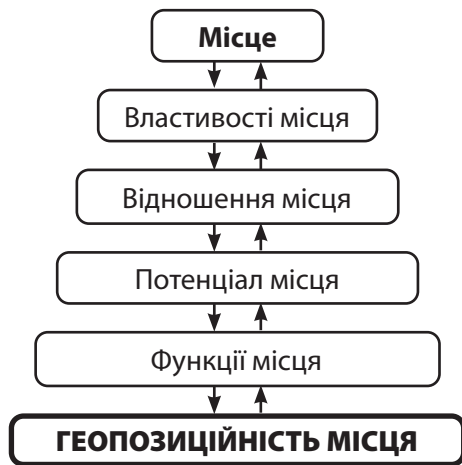 Місце
Властивості місця
Відношення місця
Потенціал місця
Функції місця
ГЕОПОЗИЦІЙНІСТЬ МІСЦЯ